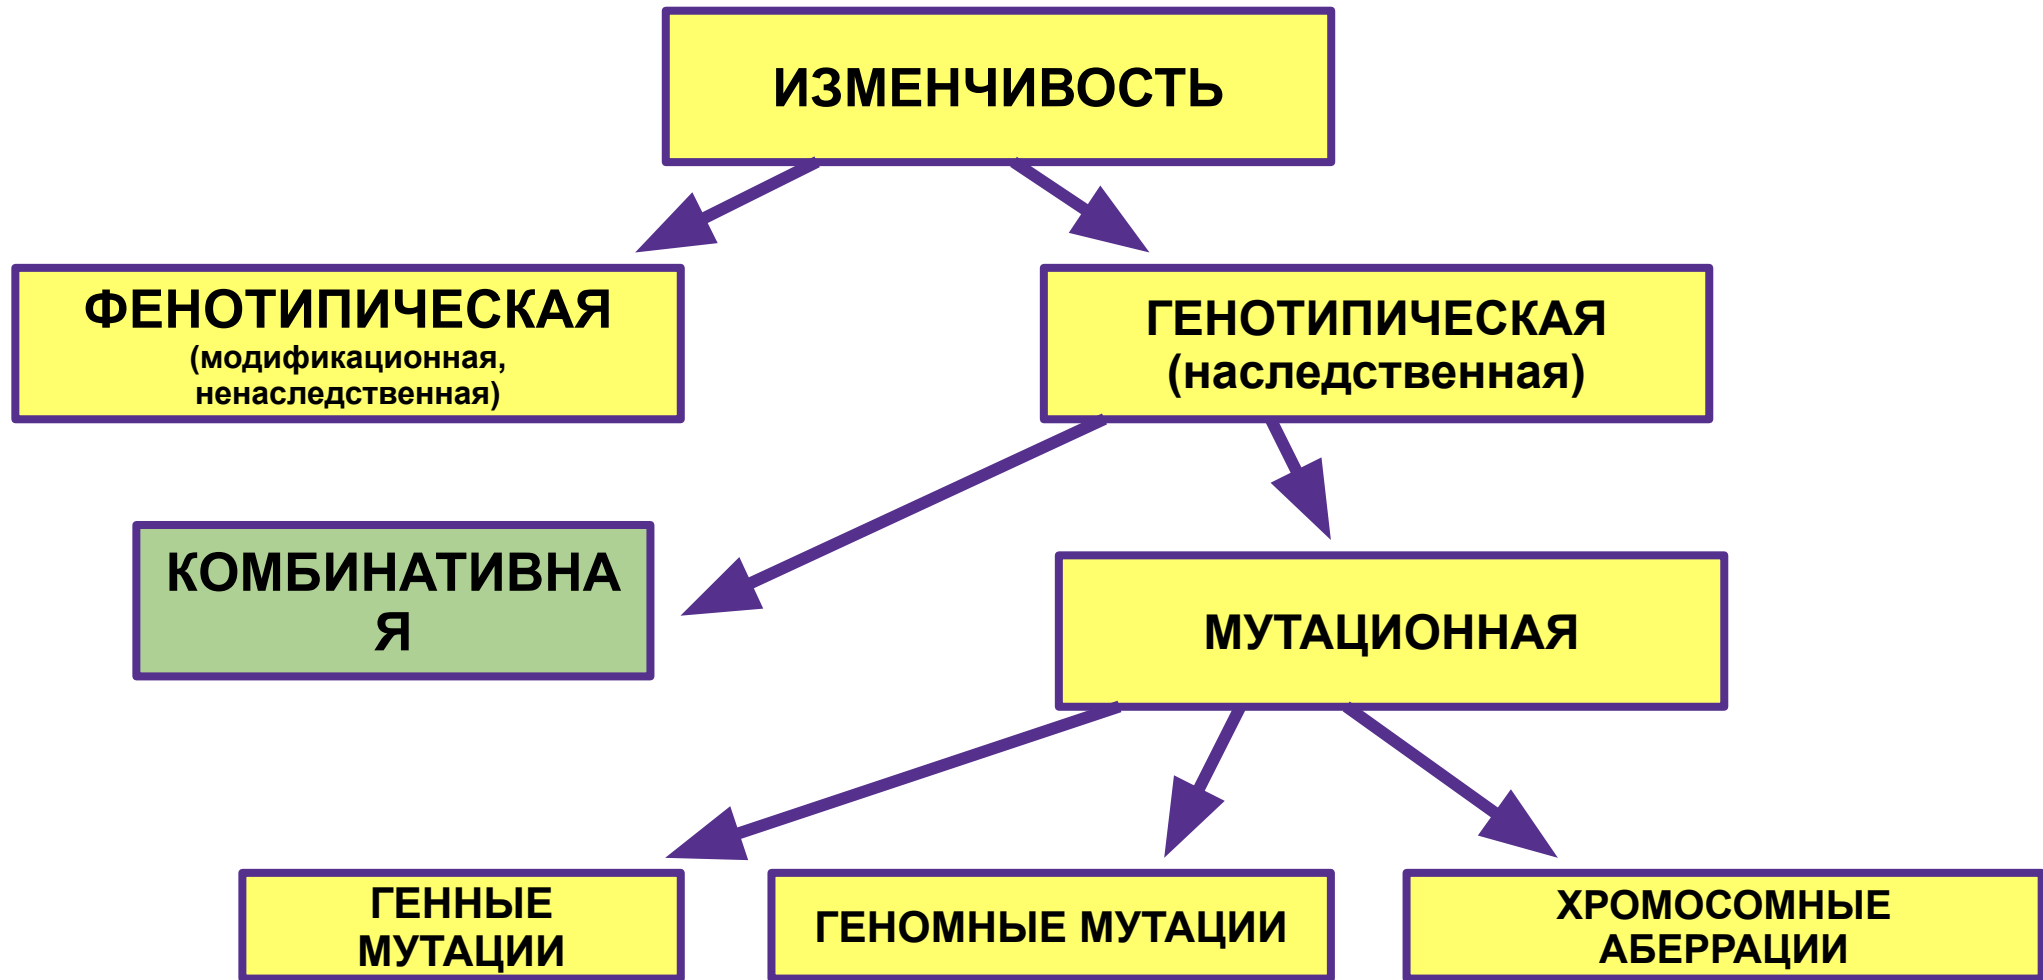 ИЗМЕНЧИВОСТЬ
ФЕНОТИПИЧЕСКАЯ
(модификационная,
ненаследственная)
ГЕНОТИПИЧЕСКАЯ
(наследственная)
КОМБИНАТИВНА
Я
МУТАЦИОННАЯ
ГЕННЫЕ
МУТАЦИИ
ГЕНОМНЫЕ МУТАЦИИ
ХРОМОСОМНЫЕ
АБЕРРАЦИИ